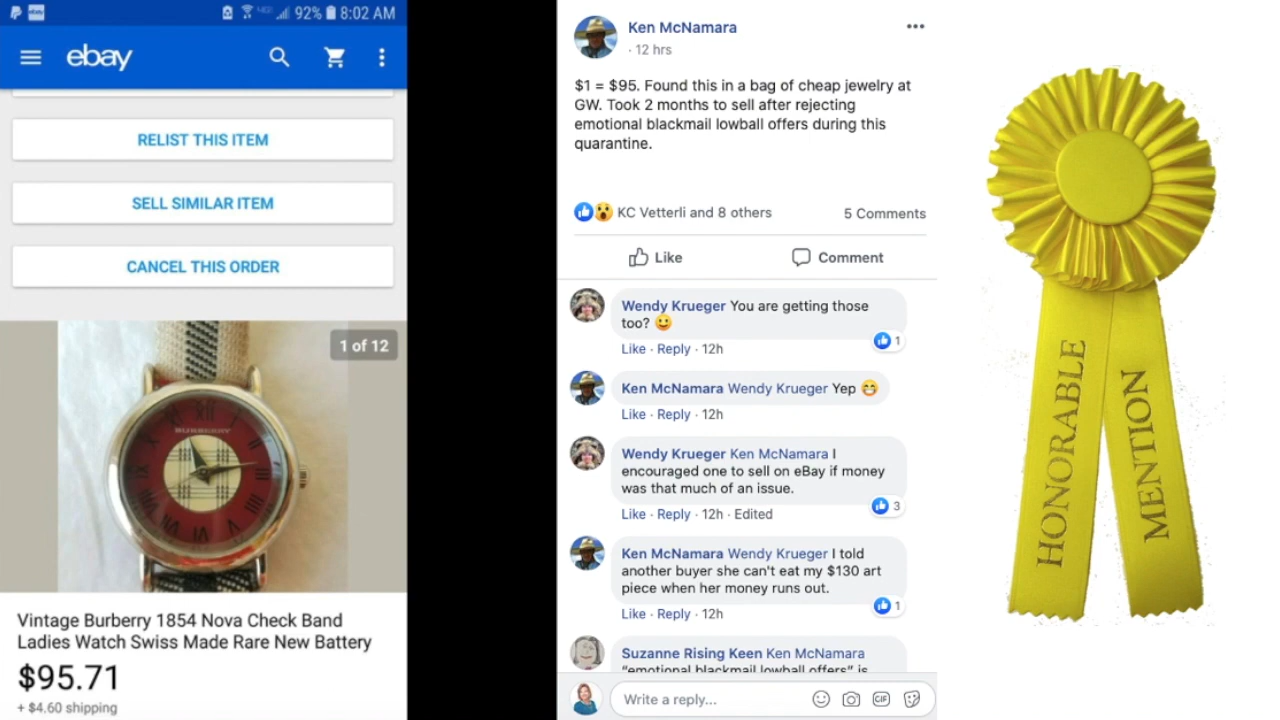 92% 8:02 AM
ebay
RELIST THIS ITEM
SELL SIMILAR ITEM
CANCEL THIS ORDER
1 of 12
BURBERRY
Vintage Burberry 1854 Nova Check Band
Ladies Watch Swiss Made Rare New Battery
$95.71
+ $4.60 shipping
Ken McNamara
· 12 hrs
$1 = $95. Found this in a bag of cheap jewelry at
GW. Took 2 months to sell after rejecting
emotional blackmail lowball offers during this
quarantine.
KC Vetterli and 8 others 5 Comments
Like Comment
Wendy Krueger You are getting those
too?
1
Like · Reply · 12h
Ken McNamara Wendy Krueger Yep
Like · Reply · 12h
Wendy Krueger Ken McNamara I
encouraged one to sell on eBay if money
was that much of an issue.
3
Like · Reply · 12h · Edited
Ken McNamara Wendy Krueger I told
another buyer she can't eat my $130 art
piece when her money runs out.
1
Like · Reply · 12h
Suzanne Rising Keen Ken McNamara
"emotional blackmail lowball offers" is
Write a reply...
GIF
HONORABLE
MENTION